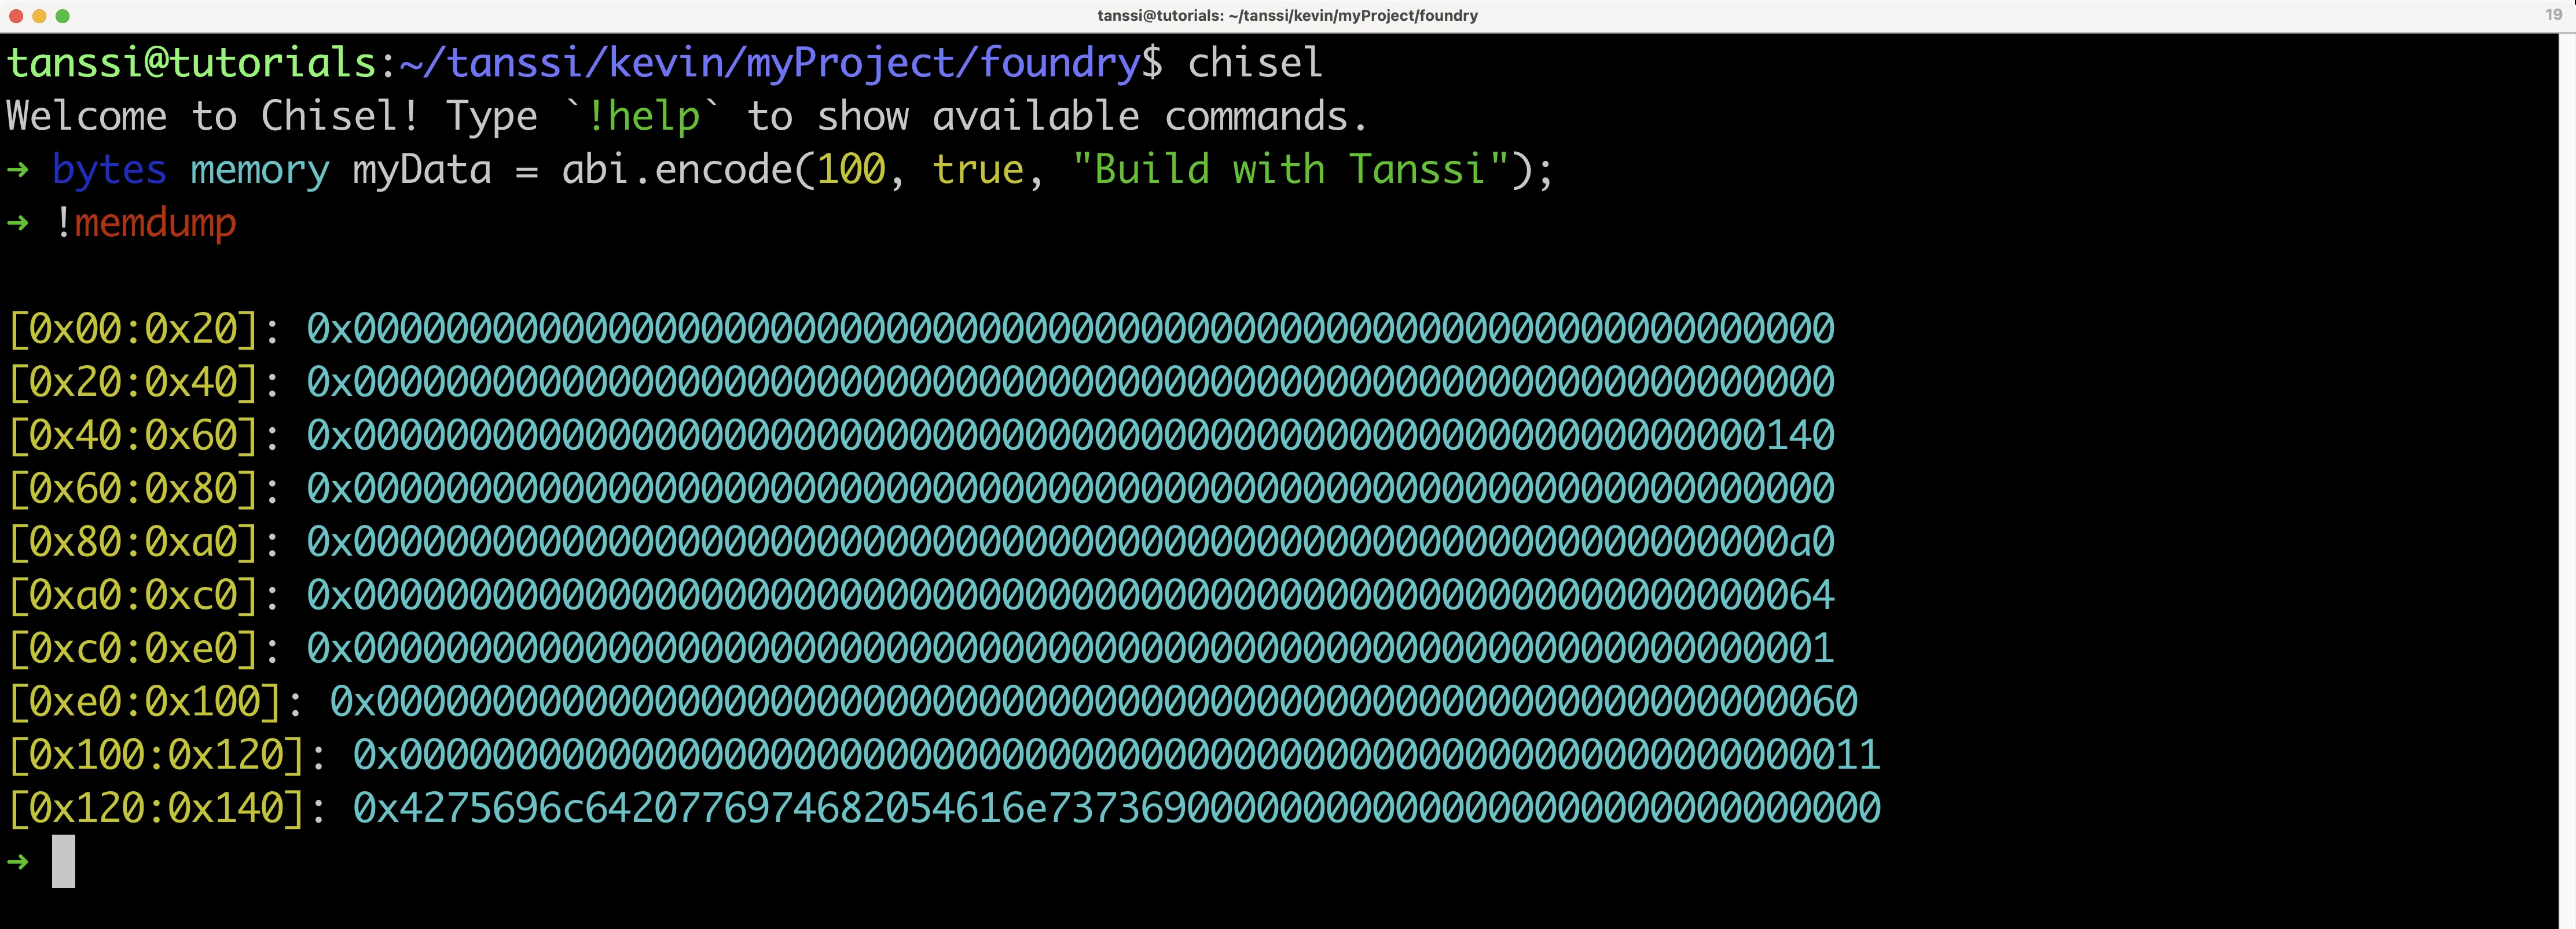 tanssi@tutorials: ~/tanssi/kevin/myProject/foundry
19
tanssi@tutorials:~/tanssi/kevin/myProject/foundry$ chisel
Welcome to Chisel! Type `!help` to show available commands.
➜ bytes memory myData = abi.encode(100, true, "Build with Tanssi");
➜ !memdump
[0x00:0x20]: 0x0000000000000000000000000000000000000000000000000000000000000000
[0x20:0x40]: 0x0000000000000000000000000000000000000000000000000000000000000000
[0x40:0x60]: 0x0000000000000000000000000000000000000000000000000000000000000140
[0x60:0x80]: 0x0000000000000000000000000000000000000000000000000000000000000000
[0x80:0xa0]: 0x00000000000000000000000000000000000000000000000000000000000000a0
[0xa0:0xc0]: 0x0000000000000000000000000000000000000000000000000000000000000064
[0xc0:0xe0]: 0x0000000000000000000000000000000000000000000000000000000000000001
[0xe0:0x100]: 0x0000000000000000000000000000000000000000000000000000000000000060
[0x100:0x120]: 0x0000000000000000000000000000000000000000000000000000000000000011
[0x120:0x140]: 0x4275696c6420776974682054616e737369000000000000000000000000000000
➜